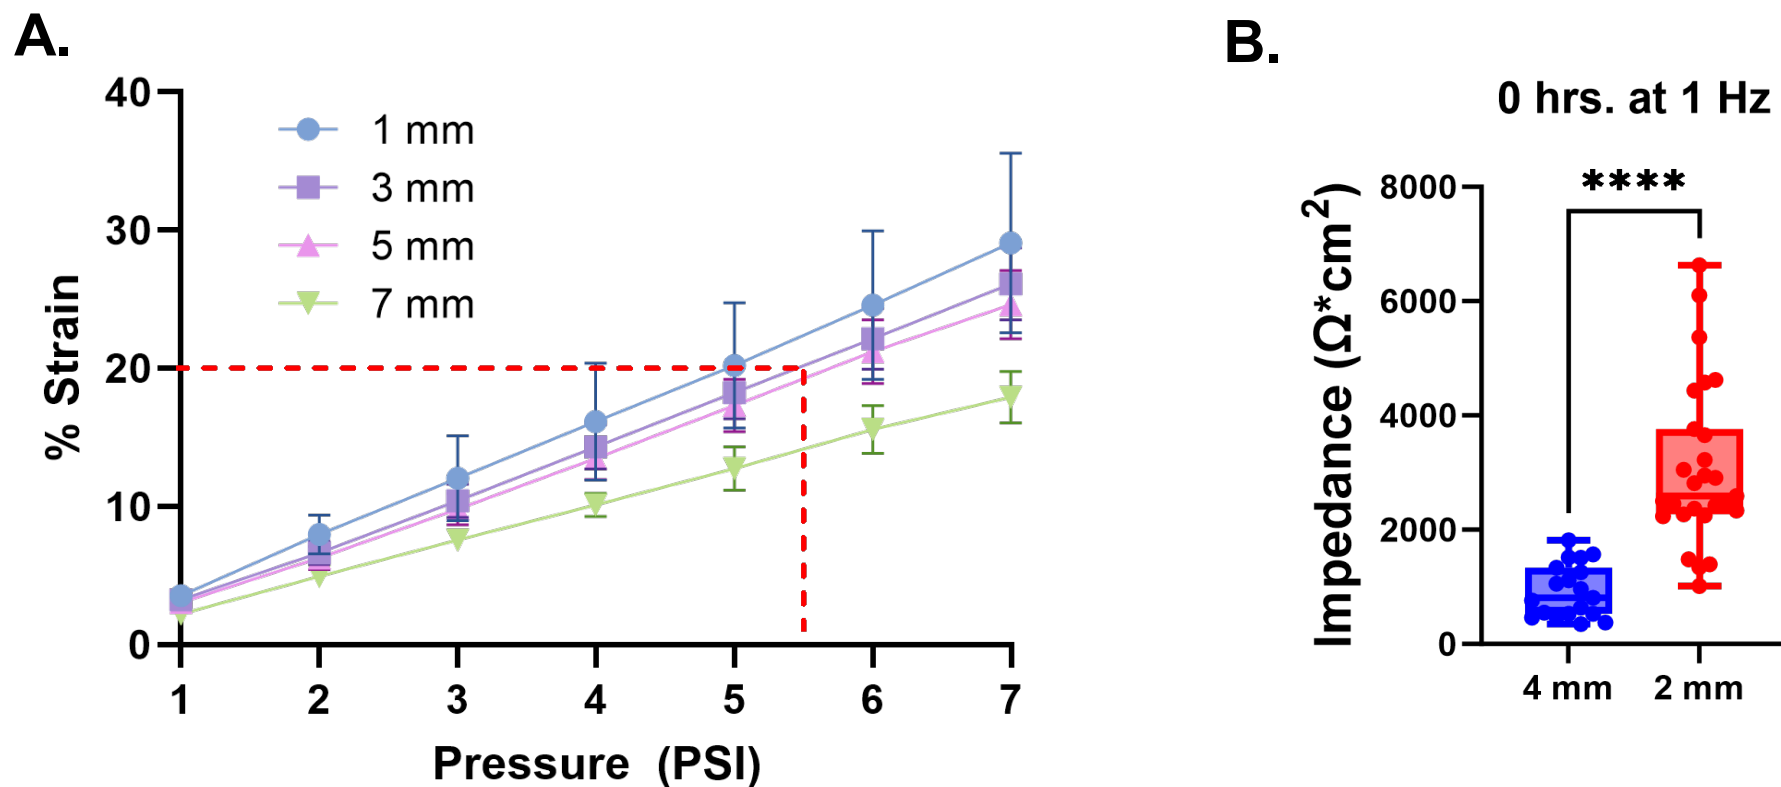 A.
40
30
20
10
0
% Strain
1 mm
3 mm
5 mm
7 mm
1 2 3 4 5 6 7
Pressure (PSI)
B.
0 hrs. at 1 Hz
****
8000
6000
4000
2000
0
Impedance (Ω*cm²)
4 mm 2 mm